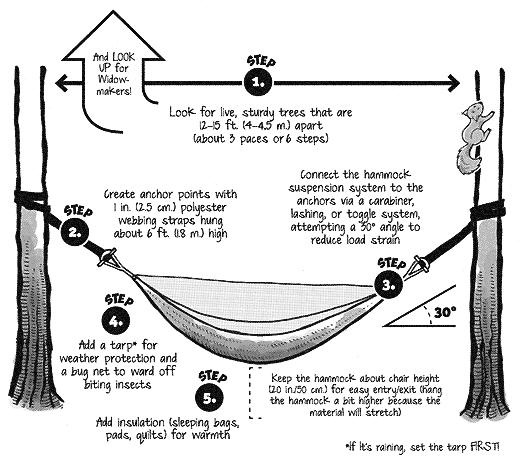 And LOOK
UP for
Widow-
makers!
STEP
1.
Look for live, sturdy trees that are
12-15 ft. (4-4.5 m.) apart
(about 3 paces or 6 steps)
STEP
2.
Create anchor points with
1 in. (2.5 cm.) polyester
webbing straps hung
about 6 ft. (1.8 m.) high
Connect the hammock
suspension system to the
anchors via a carabiner,
lashing, or toggle system,
attempting a 30° angle to
reduce load strain
STEP
3.
30°
STEP
4.
Add a tarp* for
weather protection and
a bug net to ward off
biting insects
STEP
5.
Add insulation (sleeping bags,
pads, quilts) for warmth
Keep the hammock about chair height
(20 in./50 cm.) for easy entry/exit (hang
the hammock a bit higher because the
material will stretch)
*If it's raining, set the tarp FIRST!